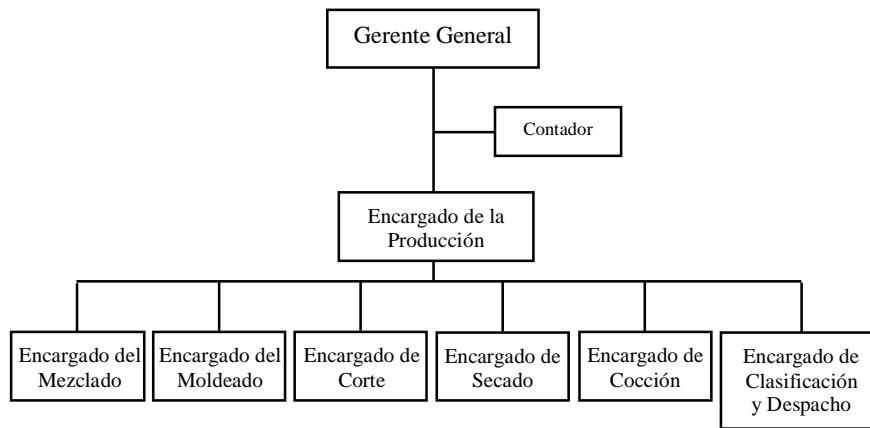 Gerente General
Contador
Encargado de la
Producción
Encargado del
Mezclado
Encargado del
Moldeado
Encargado de
Corte
Encargado de
Secado
Encargado de
Cocción
Encargado de
Clasificación
y Despacho